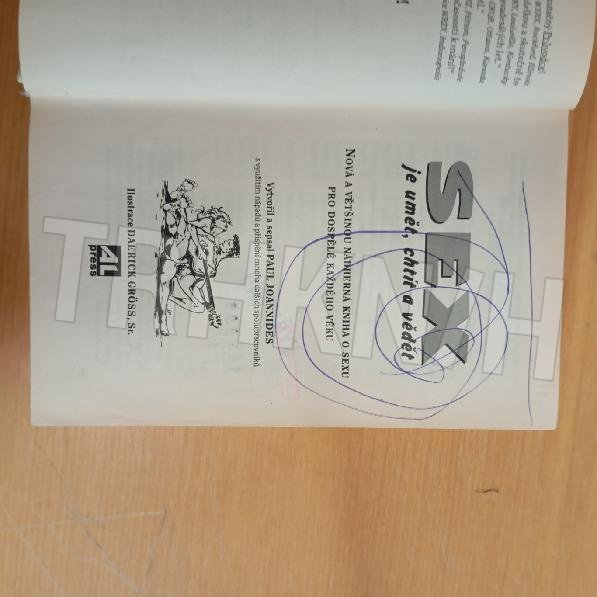 SEX
je umět, chtít a vědět
NOVÁ A VĚTŠINOU NÁDHERNÁ KNIHA O SEXU
PRO DOSPĚLÉ KAŽDÉHO VĚKU
Vytvořil a sepsal PAUL JOANNIDES
s využitím nápadů a přispění mnoha dalších spolupracovníků
Ilustrace DAERICK GRÖSS, Sr.
AL
press
TREKNIH